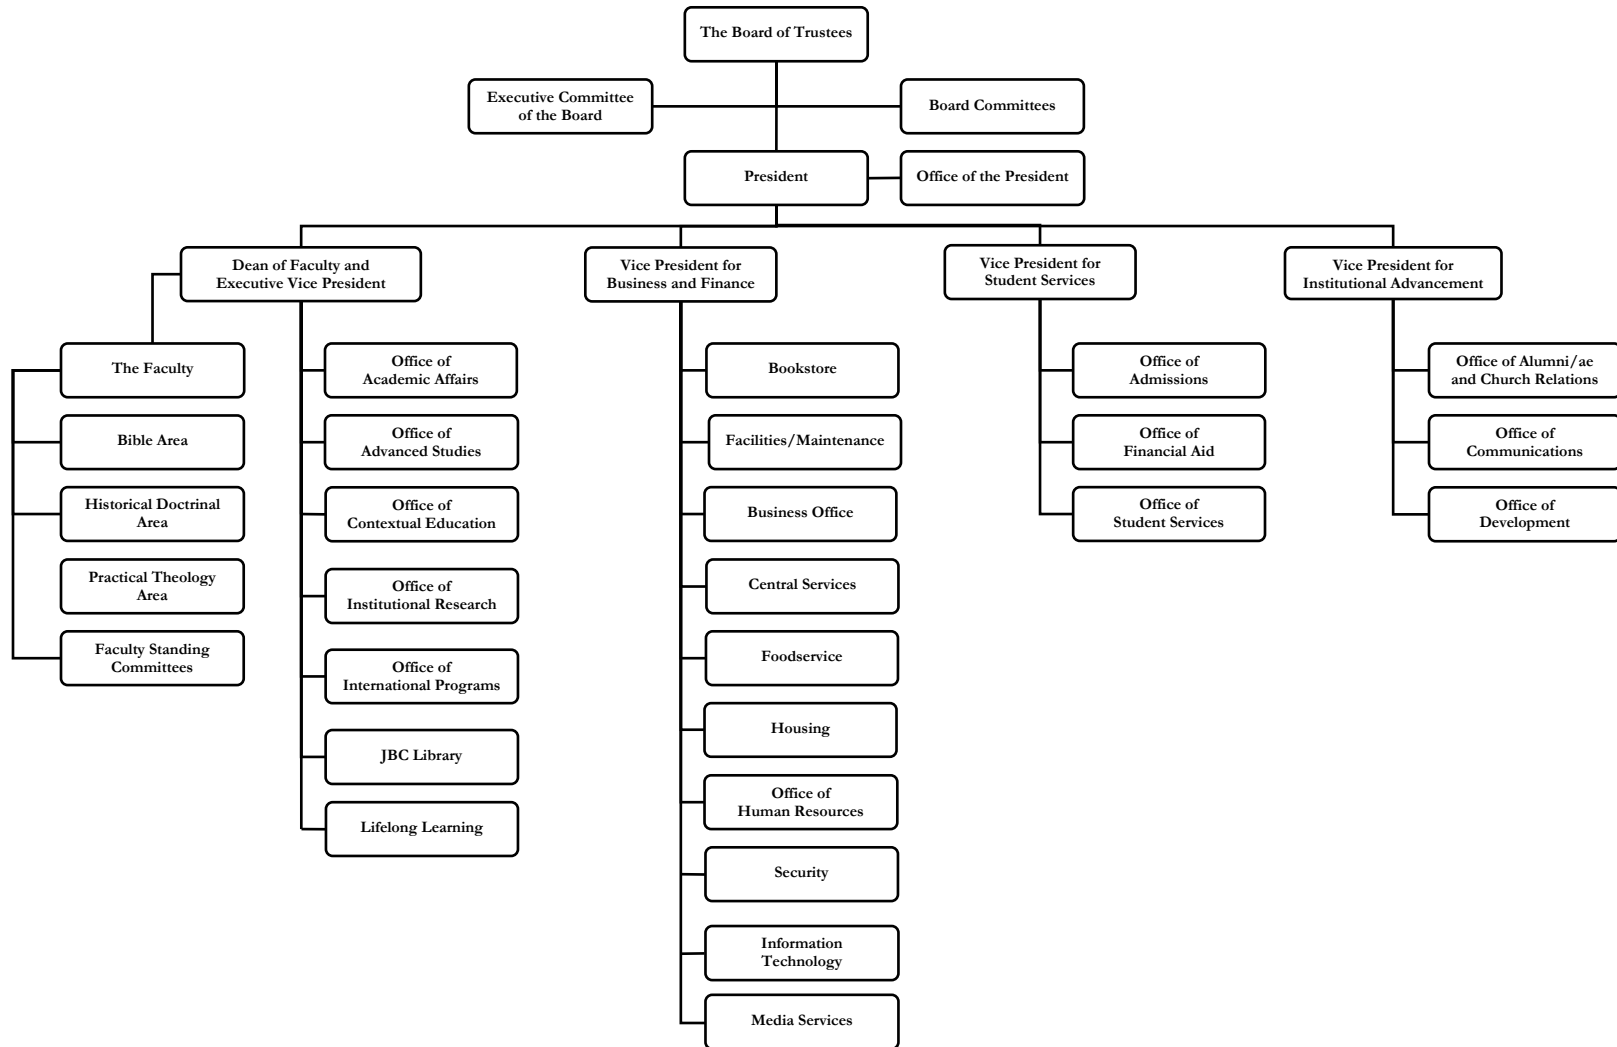 The Board of Trustees
Executive Committee
of the Board
Board Committees
President
Office of the President
Dean of Faculty and
Executive Vice President
Vice President for
Business and Finance
Vice President for
Student Services
Vice President for
Institutional Advancement
The Faculty
Bible Area
Historical Doctrinal
Area
Practical Theology
Area
Faculty Standing
Committees
Office of
Academic Affairs
Office of
Advanced Studies
Office of
Contextual Education
Office of
Institutional Research
Office of
International Programs
JBC Library
Lifelong Learning
Bookstore
Facilities/Maintenance
Business Office
Central Services
Foodservice
Housing
Office of
Human Resources
Security
Information
Technology
Media Services
Office of
Admissions
Office of
Financial Aid
Office of
Student Services
Office of Alumni/ae
and Church Relations
Office of
Communications
Office of
Development